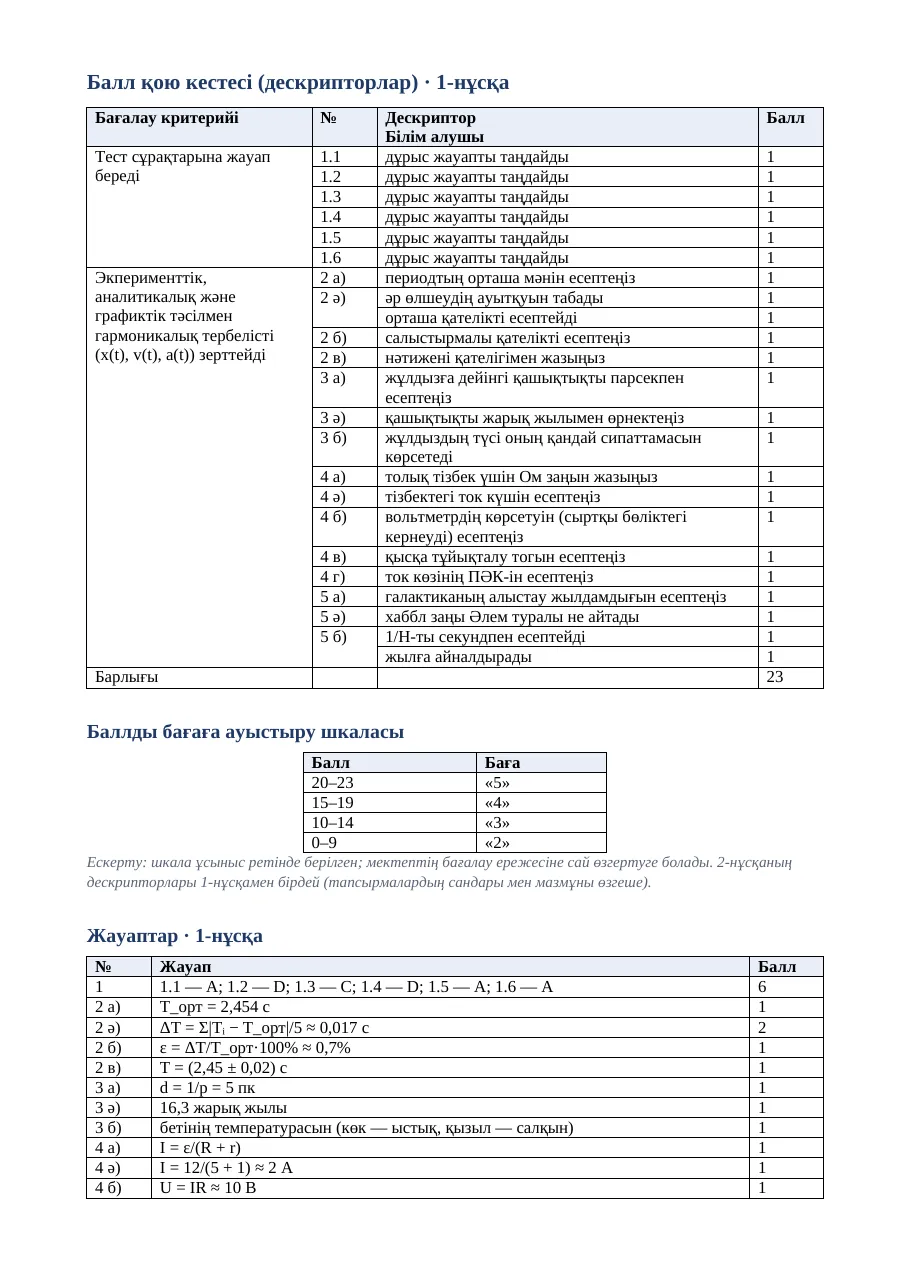 Балл қою кестесі (дескрипторлар) · 1-нұсқа
Бағалау критерийі № Дескриптор Балл
Білім алушы
Тест сұрақтарына жауап 1.1 дұрыс жауапты таңдайды 1
береді 1.2 дұрыс жауапты таңдайды 1
1.3 дұрыс жауапты таңдайды 1
1.4 дұрыс жауапты таңдайды 1
1.5 дұрыс жауапты таңдайды 1
1.6 дұрыс жауапты таңдайды 1
Экперименттік, 2 а) периодтың орташа мәнін есептеңіз 1
аналитикалық және 2 ә) әр өлшеудің ауытқуын табады 1
графиктік тәсілмен орташа қателікті есептейді 1
гармоникалық тербелісті 2 б) салыстырмалы қателікті есептеңіз 1
(x(t), v(t), a(t)) зерттейді 2 в) нәтижені қателігімен жазыңыз 1
3 а) жұлдызға дейінгі қашықтықты парсекпен 1
есептеңіз
3 ә) қашықтықты жарық жылымен өрнектеңіз 1
3 б) жұлдыздың түсі оның қандай сипаттамасын 1
көрсетеді
4 а) толық тізбек үшін Ом заңын жазыңыз 1
4 ә) тізбектегі ток күшін есептеңіз 1
4 б) вольтметрдің көрсетуін (сыртқы бөліктегі 1
кернеуді) есептеңіз
4 в) қысқа тұйықталу тогын есептеңіз 1
4 г) ток көзінің ПӘК-ін есептеңіз 1
5 а) галактиканың алыстау жылдамдығын есептеңіз 1
5 ә) хаббл заңы Әлем туралы не айтады 1
5 б) 1/H-ты секундпен есептейді 1
жылға айналдырады 1
Барлығы 23
Баллды бағаға ауыстыру шкаласы
Балл Баға
20–23 «5»
15–19 «4»
10–14 «3»
0–9 «2»
Ескерту: шкала ұсыныс ретінде берілген; мектептің бағалау ережесіне сай өзгертуге болады. 2-нұсқаның
дескрипторлары 1-нұсқамен бірдей (тапсырмалардың сандары мен мазмұны өзгеше).
Жауаптар · 1-нұсқа
№ Жауап Балл
1 1.1 — A; 1.2 — D; 1.3 — C; 1.4 — D; 1.5 — A; 1.6 — A 6
2 а) T_орт = 2,454 с 1
2 ә) ΔT = Σ|Tᵢ − T_орт|/5 ≈ 0,017 с 2
2 б) ε = ΔT/T_орт·100% ≈ 0,7% 1
2 в) T = (2,45 ± 0,02) с 1
3 а) d = 1/p = 5 пк 1
3 ә) 16,3 жарық жылы 1
3 б) бетінің температурасын (көк — ыстық, қызыл — салқын) 1
4 а) I = ε/(R + r) 1
4 ә) I = 12/(5 + 1) ≈ 2 А 1
4 б) U = IR ≈ 10 В 1